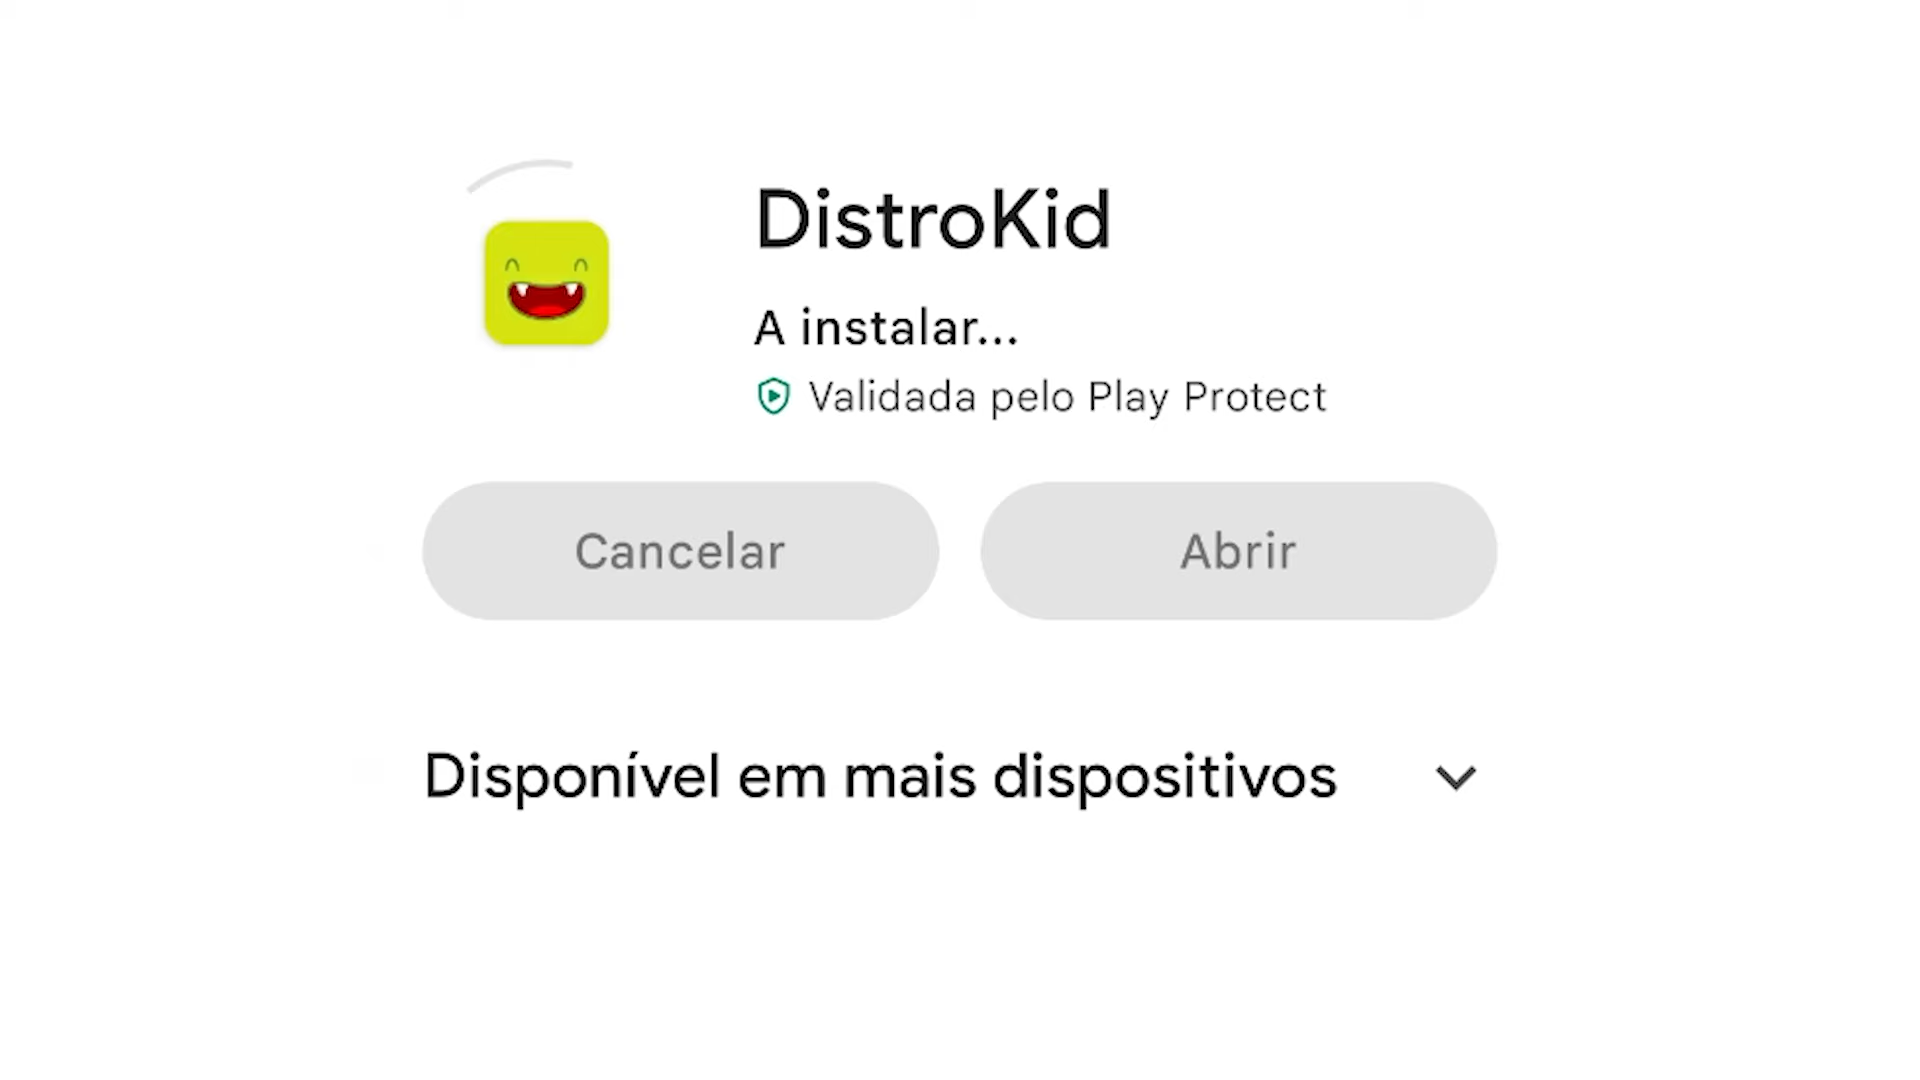 DistroKid
A instalar...
Validada pelo Play Protect
Cancelar
Abrir
Disponível em mais dispositivos